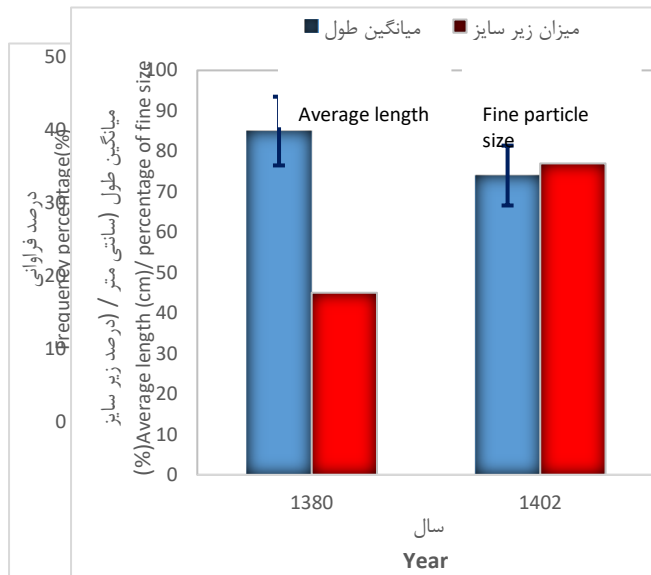 میانگین طول
میزان زیر سایز
50
40
30
20
10
0
درصد فراوانی
Frequency percentage(%)
میانگین طول (سانتی متر / (درصد زیر سایز
(%)Average length (cm)/ percentage of fine size
100
90
80
70
60
50
40
30
20
10
0
Average length
Fine particle
size
1380
1402
سال
Year